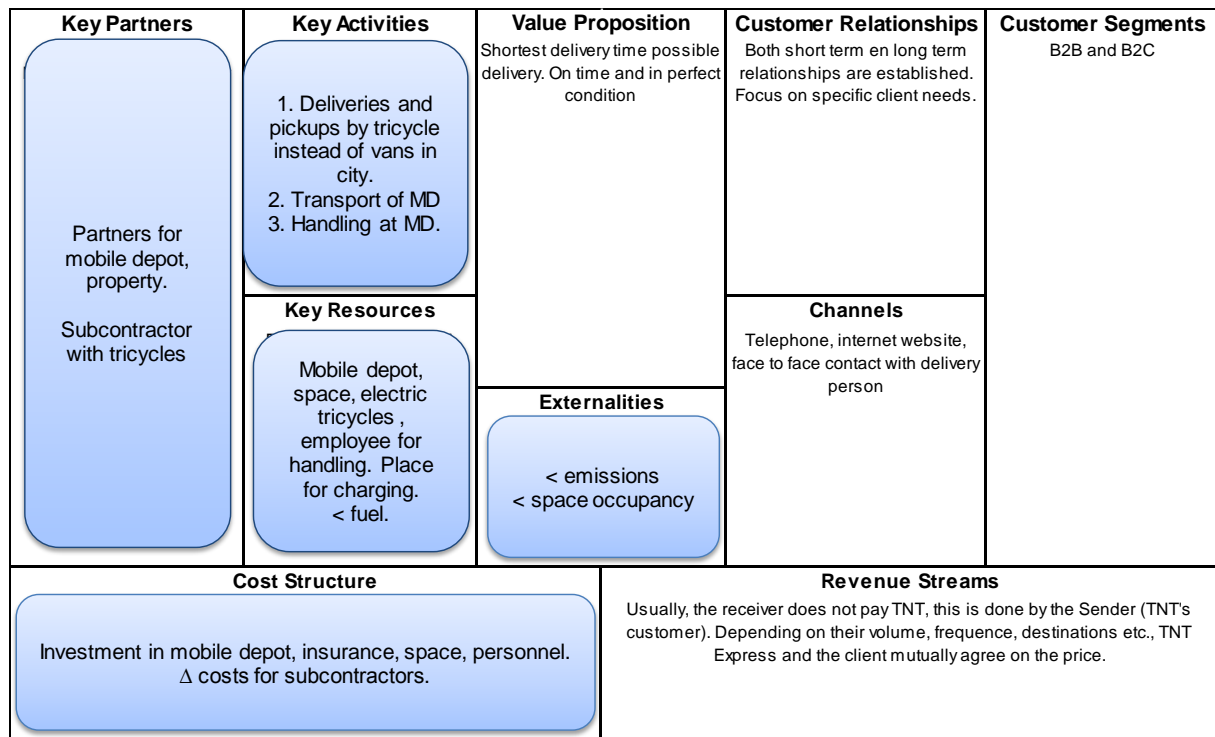 Key Partners
Partners for
mobile depot,
property.
Subcontractor
with tricycles
Key Activities
1. Deliveries and
pickups by tricycle
instead of vans in
city.
2. Transport of MD
3. Handling at MD.
Key Resources
Mobile depot,
space, electric
tricycles ,
employee for
handling. Place
for charging.
< fuel.
Value Proposition
Shortest delivery time possible
delivery. On time and in perfect
condition
Externalities
< emissions
< space occupancy
Customer Relationships
Both short term en long term
relationships are established.
Focus on specific client needs.
Channels
Telephone, internet website,
face to face contact with delivery
person
Customer Segments
B2B and B2C
Cost Structure
Investment in mobile depot, insurance, space, personnel.
Δ costs for subcontractors.
Revenue Streams
Usually, the receiver does not pay TNT, this is done by the Sender (TNT's
customer). Depending on their volume, frequence, destinations etc., TNT
Express and the client mutually agree on the price.